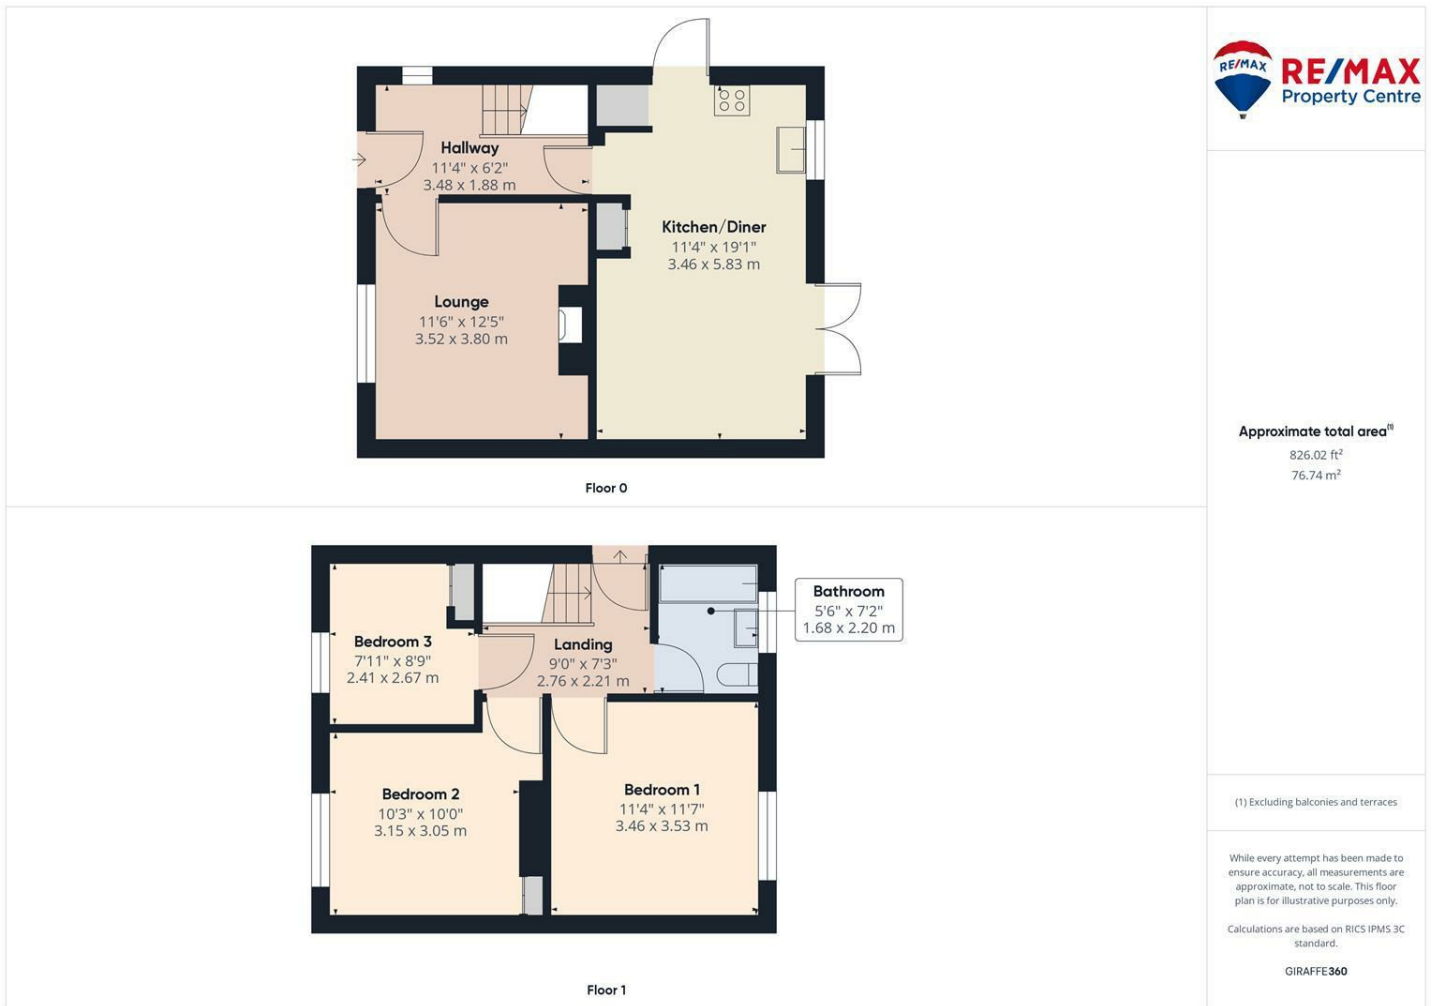 Hallway
11'4" x 6'2"
3.48 x 1.88 m
Kitchen/Diner
11'4" x 19'1"
3.46 x 5.83 m
Lounge
11'6" x 12'5"
3.52 x 3.80 m
Floor 0
Bedroom 3
7'11" x 8'9"
2.41 x 2.67 m
Landing
9'0" x 7'3"
2.76 x 2.21 m
Bathroom
5'6" x 7'2"
1.68 x 2.20 m
Bedroom 2
10'3" x 10'0"
3.15 x 3.05 m
Bedroom 1
11'4" x 11'7"
3.46 x 3.53 m
Floor 1
RE/MAX
RE/MAX
Property Centre
Approximate total area(1)
826.02 ft²
76.74 m²
(1) Excluding balconies and terraces
While every attempt has been made to
ensure accuracy, all measurements are
approximate, not to scale. This floor
plan is for illustrative purposes only.
Calculations are based on RICS IPMS 3C
standard.
GIRAFFE360